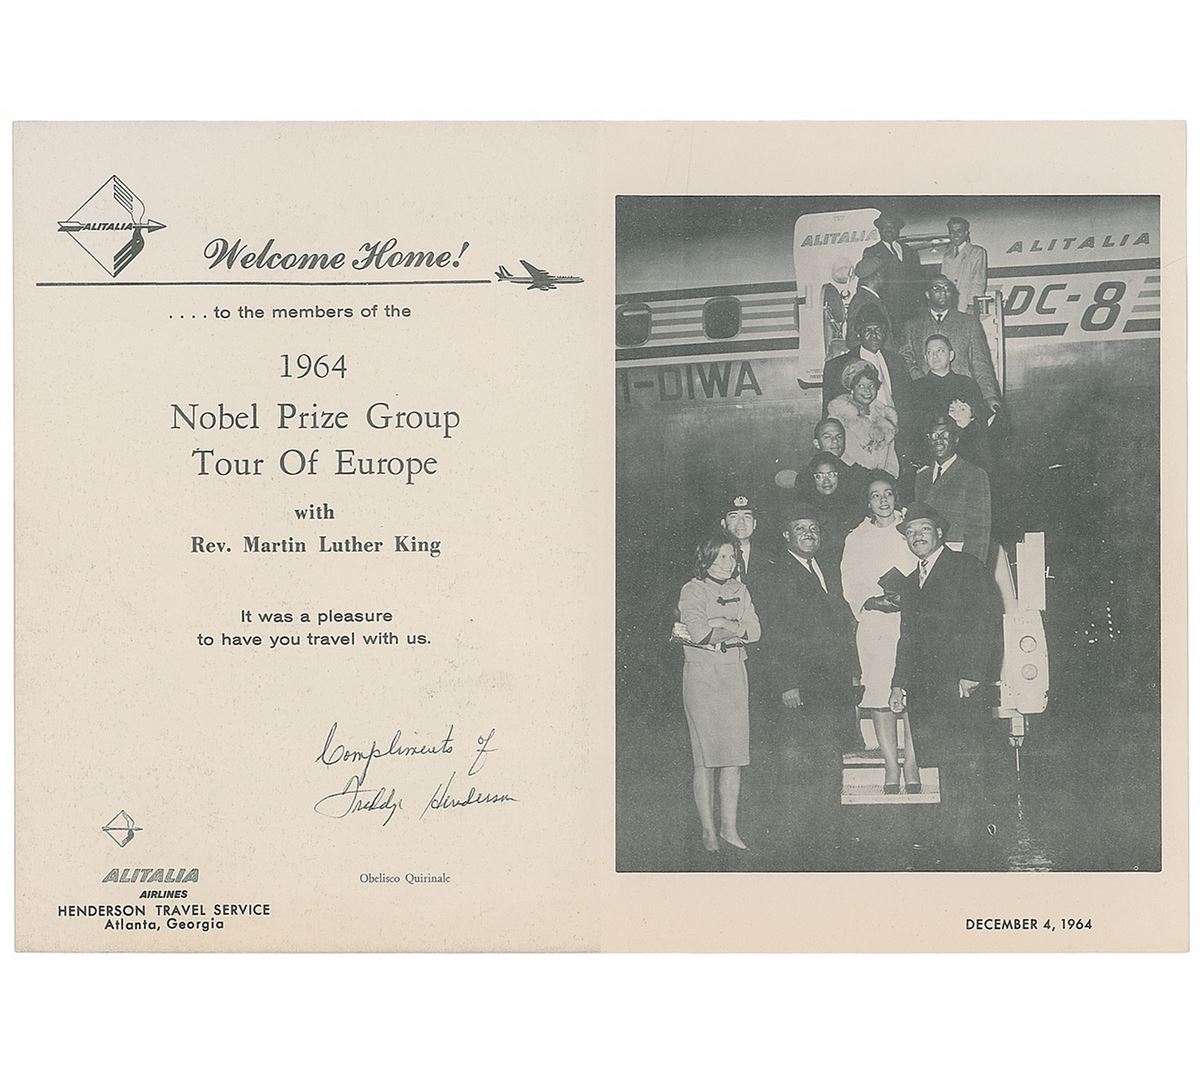 ALITALIA
Welcome Home!
....to the members of the
1964
Nobel Prize Group
Tour Of Europe
with
Rev. Martin Luther King
It was a pleasure
to have you travel with us.
Compliments of
Freddye Henderson
ALITALIA
AIRLINES
HENDERSON TRAVEL SERVICE
Atlanta, Georgia
Obelisco Quirinale
ALITALIA
ALITALIA
DC-8
I-DIWA
DECEMBER 4, 1964